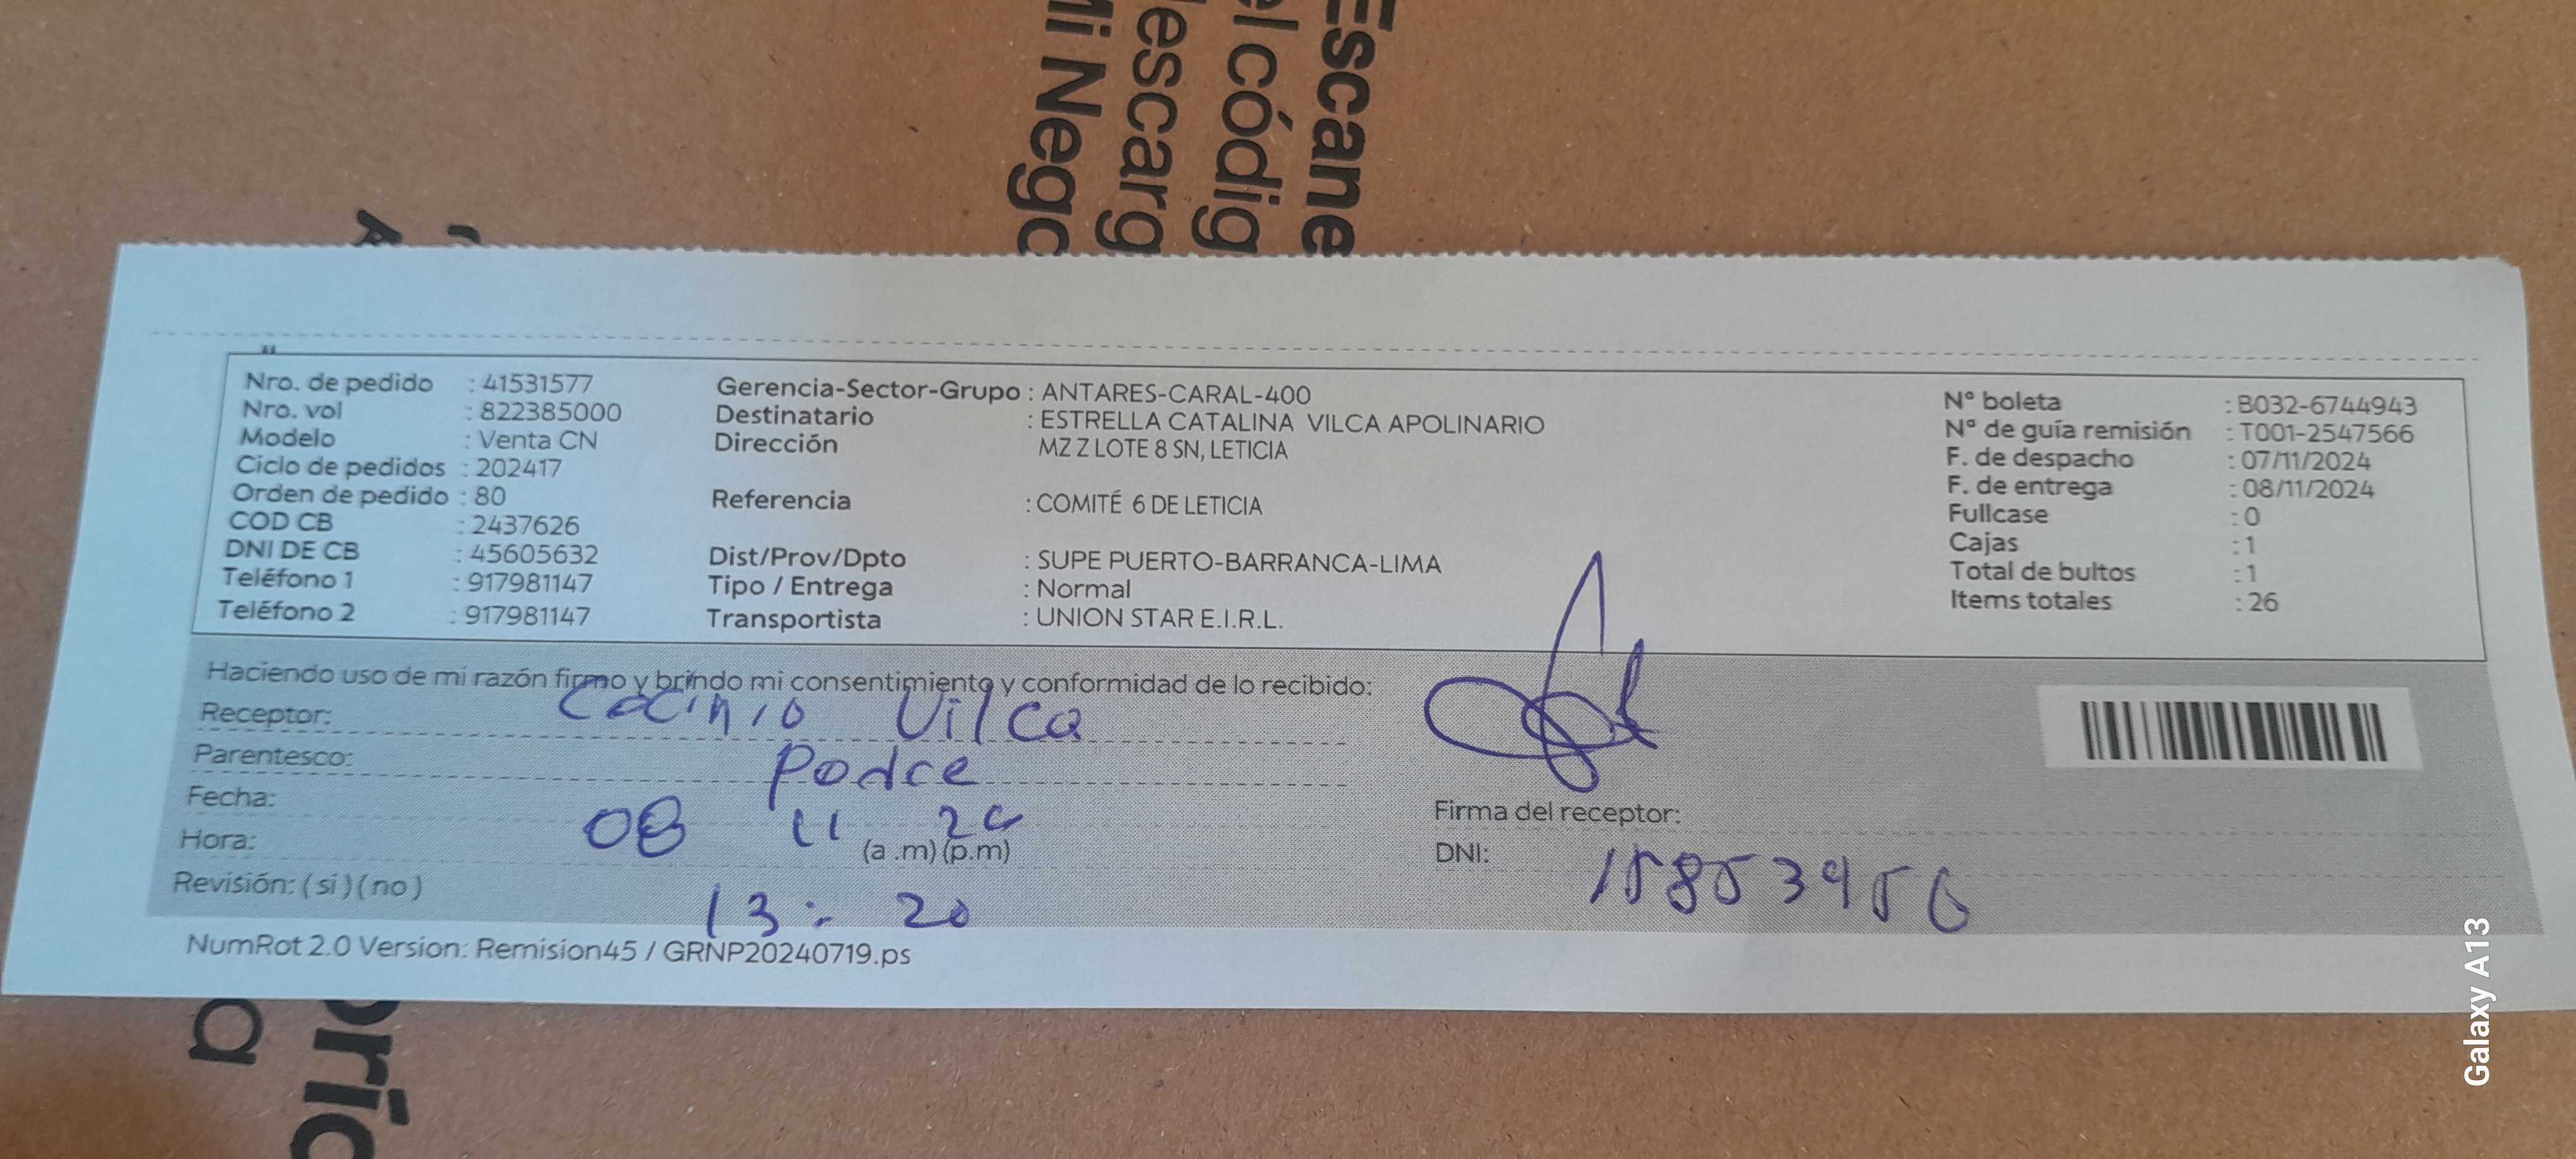 Escane
el códig
descarg
Mi Nego
Nro. de pedido : 41531577
Nro. vol : 822385000
Modelo : Venta CN
Ciclo de pedidos : 202417
Orden de pedido : 80
COD CB : 2437626
DNI DE CB : 45605632
Teléfono 1 : 917981147
Teléfono 2 : 917981147
Gerencia-Sector-Grupo : ANTARES-CARAL-400
Destinatario : ESTRELLA CATALINA VILCA APOLINARIO
Dirección MZ Z LOTE 8 SN, LETICIA
Referencia : COMITÉ 6 DE LETICIA
Dist/Prov/Dpto : SUPE PUERTO-BARRANCA-LIMA
Tipo / Entrega : Normal
Transportista : UNION STAR E.I.R.L.
N° boleta : B032-6744943
N° de guía remisión : T001-2547566
F. de despacho : 07/11/2024
F. de entrega : 08/11/2024
Fullcase : 0
Cajas : 1
Total de bultos : 1
Items totales : 26
Haciendo uso de mi razón firmo y brindo mi consentimiento y conformidad de lo recibido:
Receptor: Vilca
Parentesco: Padre
Fecha: 08 11 24
Hora: (a .m) (p.m)
Revisión: ( si ) ( no ) 13: 20
Firma del receptor:
DNI: 15853956
NumRot 2.0 Version: Remision45 / GRNP20240719.ps
Galaxy A13